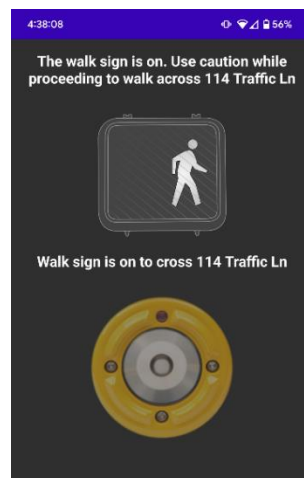 4:38:08 56%
The walk sign is on. Use caution while
proceeding to walk across 114 Traffic Ln
Walk sign is on to cross 114 Traffic Ln